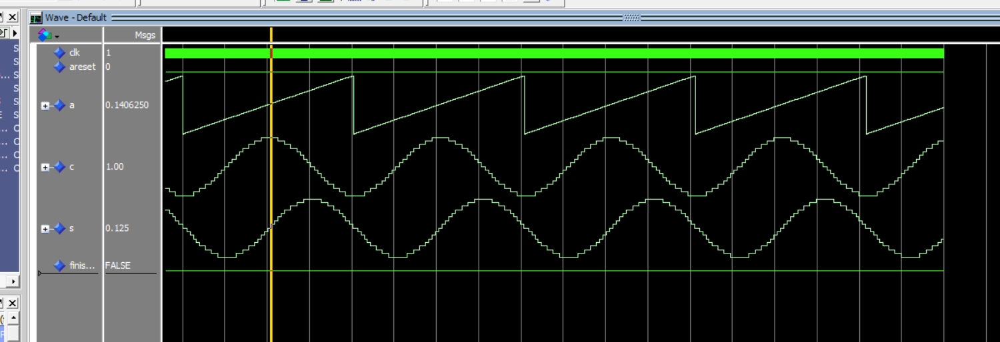 Wave - Default
Msgs
clk 1
areset 0
a 0.1406250
c 1.00
s 0.125
finis... FALSE